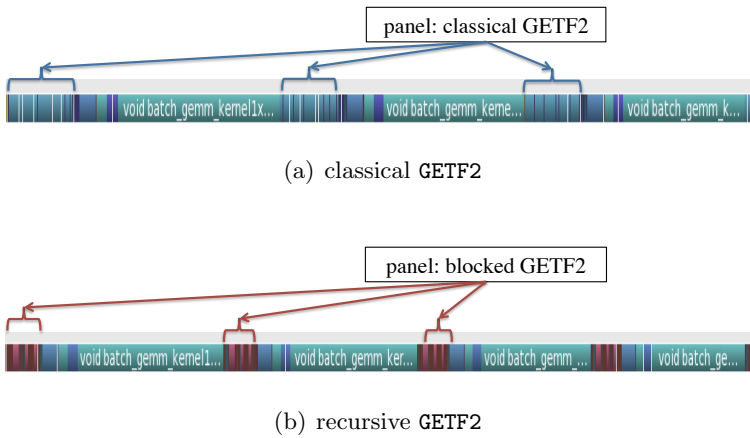 panel: classical GETF2
void batch_gemm_kernel1x... void batch_gemm_keme... void batch_gemm_k...
(a) classical GETF2
panel: blocked GETF2
void batch_gemm_kernel1... void batch_gemm_ker... void batch_gemm_... void batch_ge...
(b) recursive GETF2